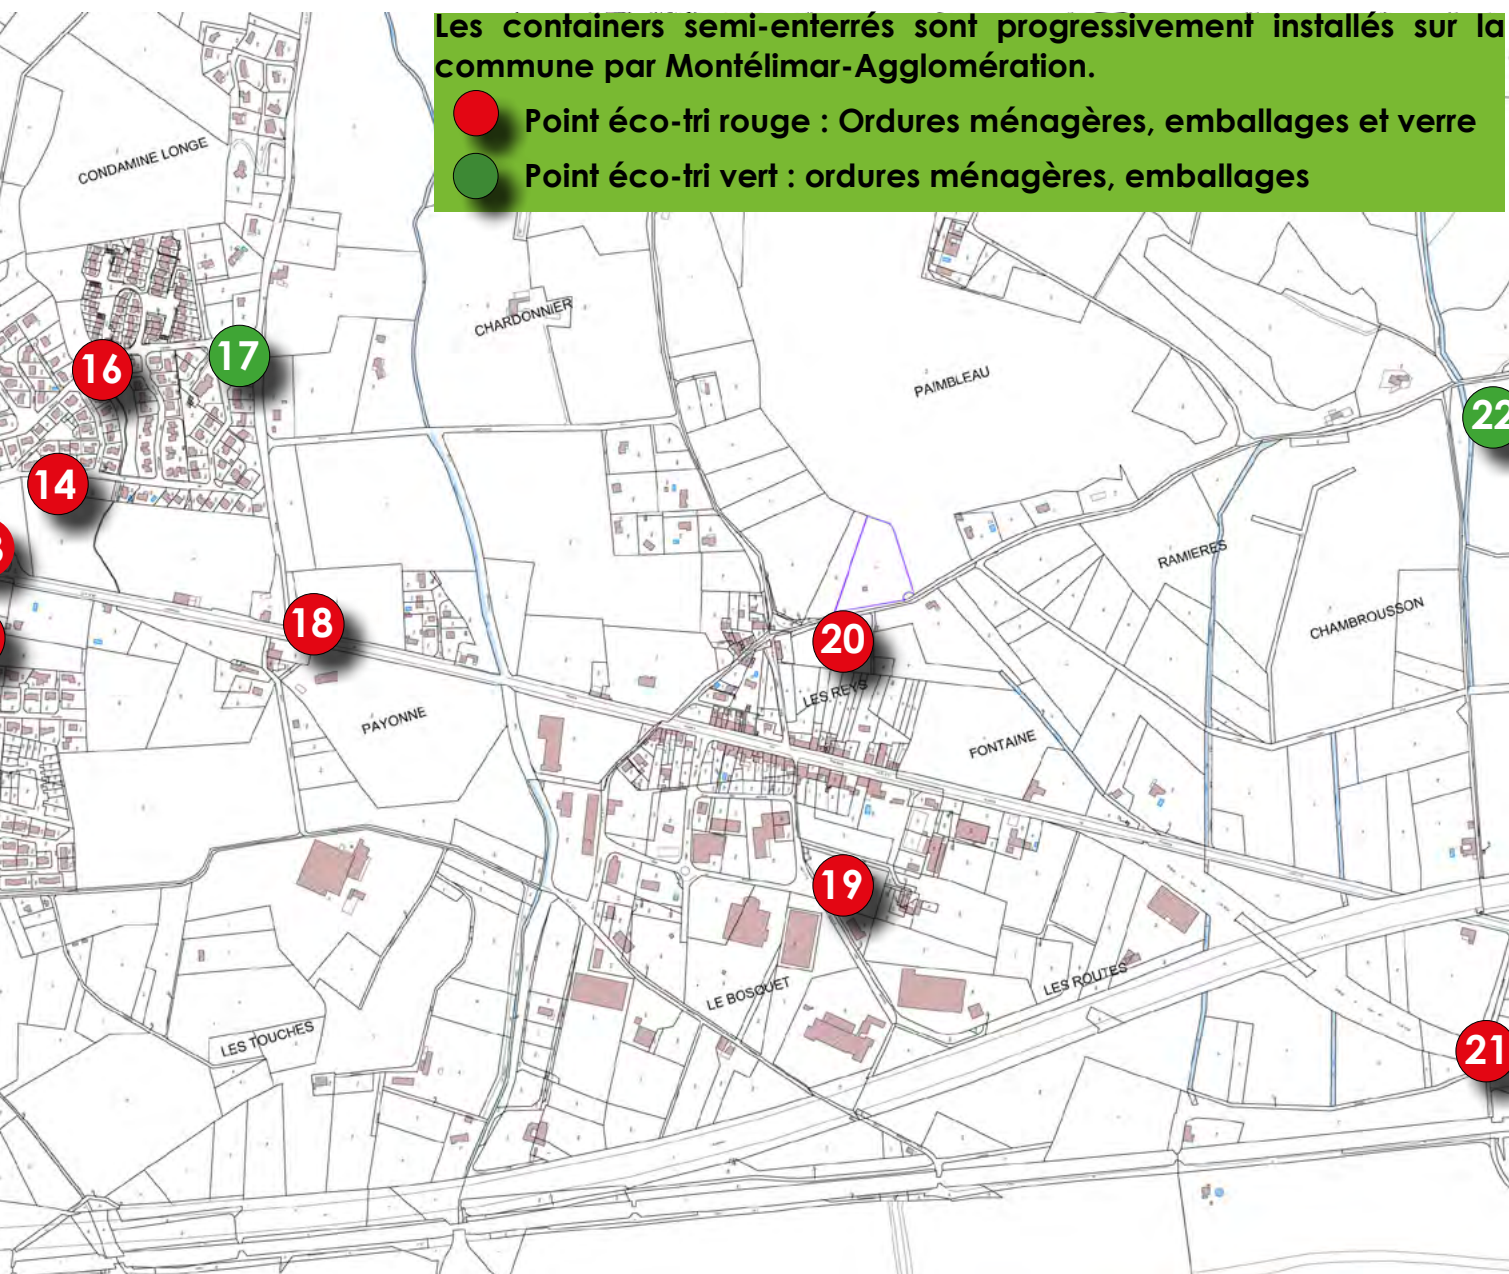 Les containers semi-enterrés sont progressivement installés sur la
commune par Montélimar-Agglomération.
Point éco-tri rouge : Ordures ménagères, emballages et verre
Point éco-tri vert : ordures ménagères, emballages
CONDAMINE LONGE
CHARDONNIER
PAIMBLEAU
16
17
22
14
RAMIERES
18
20
CHAMBROUSSON
LES REYS
PAYONNE
FONTAINE
19
LE BOSQUET
LES ROUTES
LES TOUCHES
21